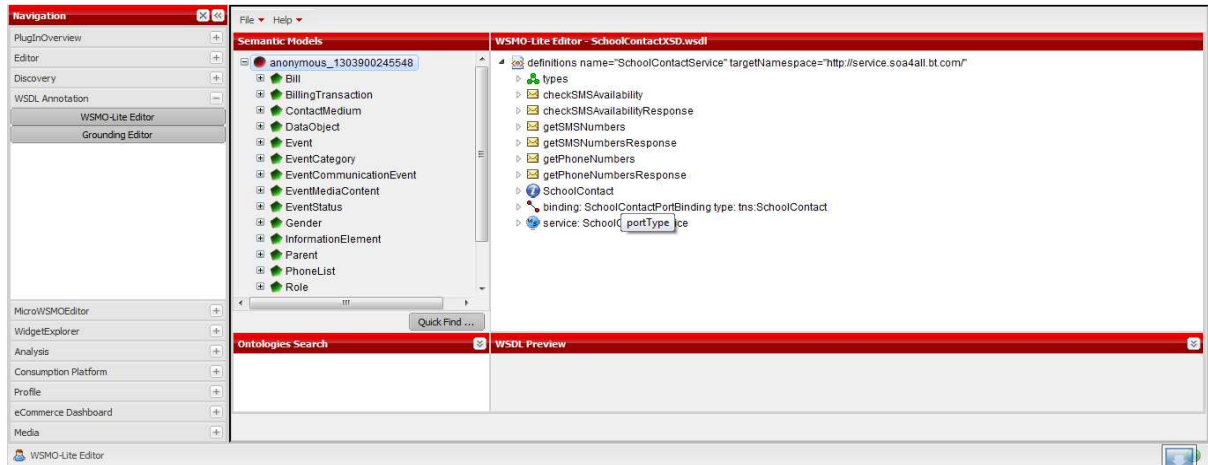 Navigation
PlugInOverview
Editor
Discovery
WSDL Annotation
WSMO-Lite Editor
Grounding Editor
MicroWSMOEditor
WidgetExplorer
Analysis
Consumption Platform
Profile
eCommerce Dashboard
Media
File Help
Semantic Models
anonymous_1303900245548
Bill
BillingTransaction
ContactMedium
DataObject
Event
EventCategory
EventCommunicationEvent
EventMediaContent
EventStatus
Gender
InformationElement
Parent
PhoneList
Role
Quick Find ...
Ontologies Search
WSMO-Lite Editor - SchoolContactXSD.wsdl
definitions name="SchoolContactService" targetNamespace="http://service.soa4all.bt.com/"
types
checkSMSAvailability
checkSMSAvailabilityResponse
getSMSNumbers
getSMSNumbersResponse
getPhoneNumbers
getPhoneNumbersResponse
SchoolContact
binding: SchoolContactPortBinding type: tns:SchoolContact
service: SchoolC portType ice
WSDL Preview
WSMO-Lite Editor